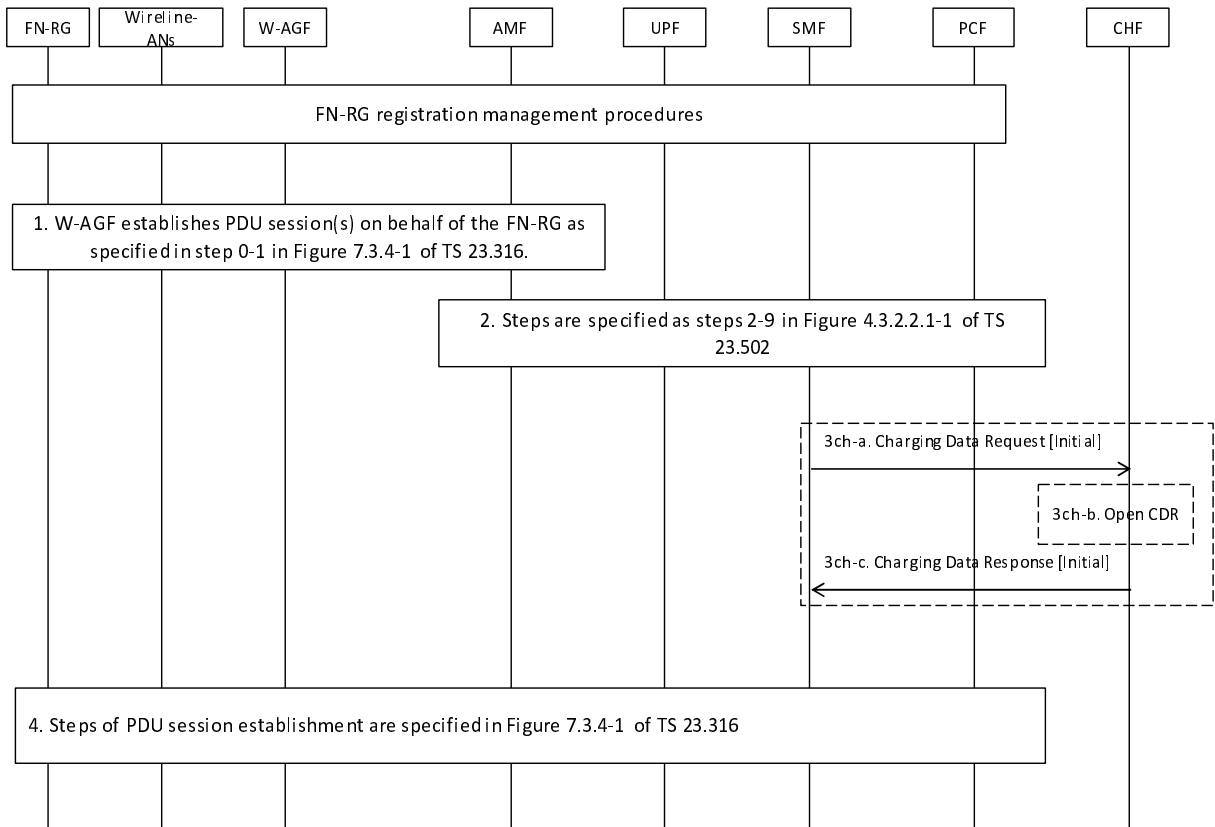 FN-RG
Wireline-
ANs
W-AGF
AMF
UPF
SMF
PCF
CHF
FN-RG registration management procedures
1. W-AGF establishes PDU session(s) on behalf of the FN-RG as
specified in step 0-1 in Figure 7.3.4-1 of TS 23.316.
2. Steps are specified as steps 2-9 in Figure 4.3.2.2.1-1 of TS
23.502
3ch-a. Charging Data Request [Initial]
3ch-b. Open CDR
3ch-c. Charging Data Response [Initial]
4. Steps of PDU session establishment are specified in Figure 7.3.4-1 of TS 23.316